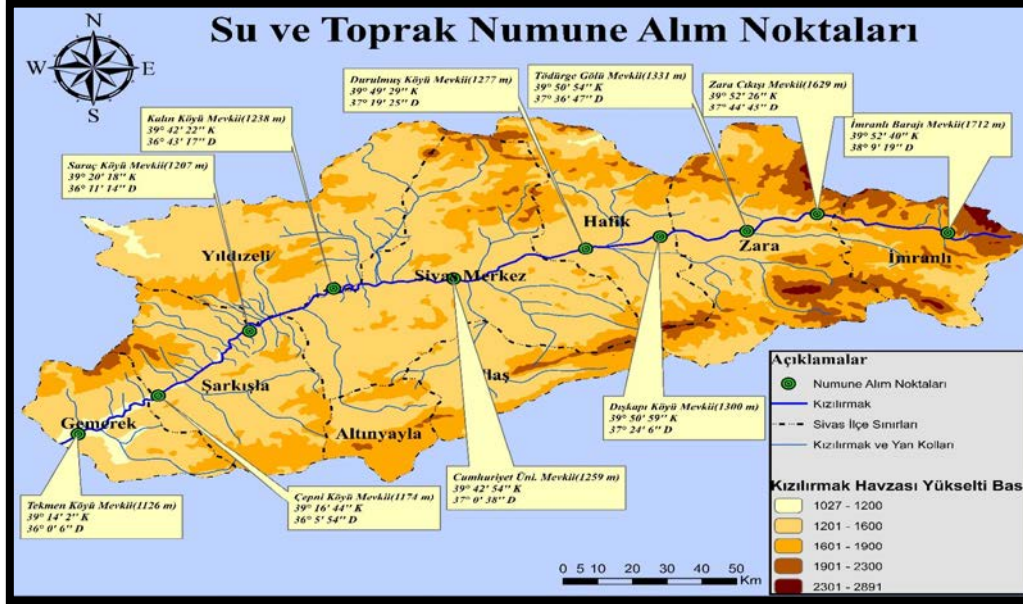 Su ve Toprak Numune Alım Noktaları
N
W
E
S
Durulmuş Köyü Mevkii(1277 m)
39° 49' 29'' K
37° 19' 25'' D
Tödürge Gölü Mevkii(1331 m)
39° 50' 54'' K
37° 36' 47'' D
Zara Cıkışı Mevkii(1629 m)
39° 52' 26'' K
37° 44' 45'' D
İmranlı Barajı Mevkii(1712 m)
39° 52' 40'' K
38° 9' 19'' D
Kalın Köyü Mevkii(1238 m)
39° 42' 22'' K
36° 43' 17'' D
Saraç Köyü Mevkii(1207 m)
39° 20' 18'' K
36° 11' 14'' D
Hafik
Zara
İmranlı
Yıldızeli
Sivas Merkez
Şarkışla
laş
Gemerek
Altınyayla
Dışkapı Köyü Mevkii(1300 m)
39° 50' 59'' K
37° 24' 6'' D
Cumhuriyet Üni. Mevkii(1259 m)
39° 42' 54'' K
37° 0' 38'' D
Çepni Köyü Mevkii(1174 m)
39° 16' 44'' K
36° 5' 54'' D
Tekmen Köyü Mevkii(1126 m)
39° 14' 2'' K
36° 0' 6'' D
0 5 10 20 30 40 50
Km
Açıklamalar
Numune Alım Noktaları
Kızılırmak
Sivas İlçe Sınırları
Kızılırmak ve Yan Kolları
Kızılırmak Havzası Yükselti Bas
1027 - 1200
1201 - 1600
1601 - 1900
1901 - 2300
2301 - 2891